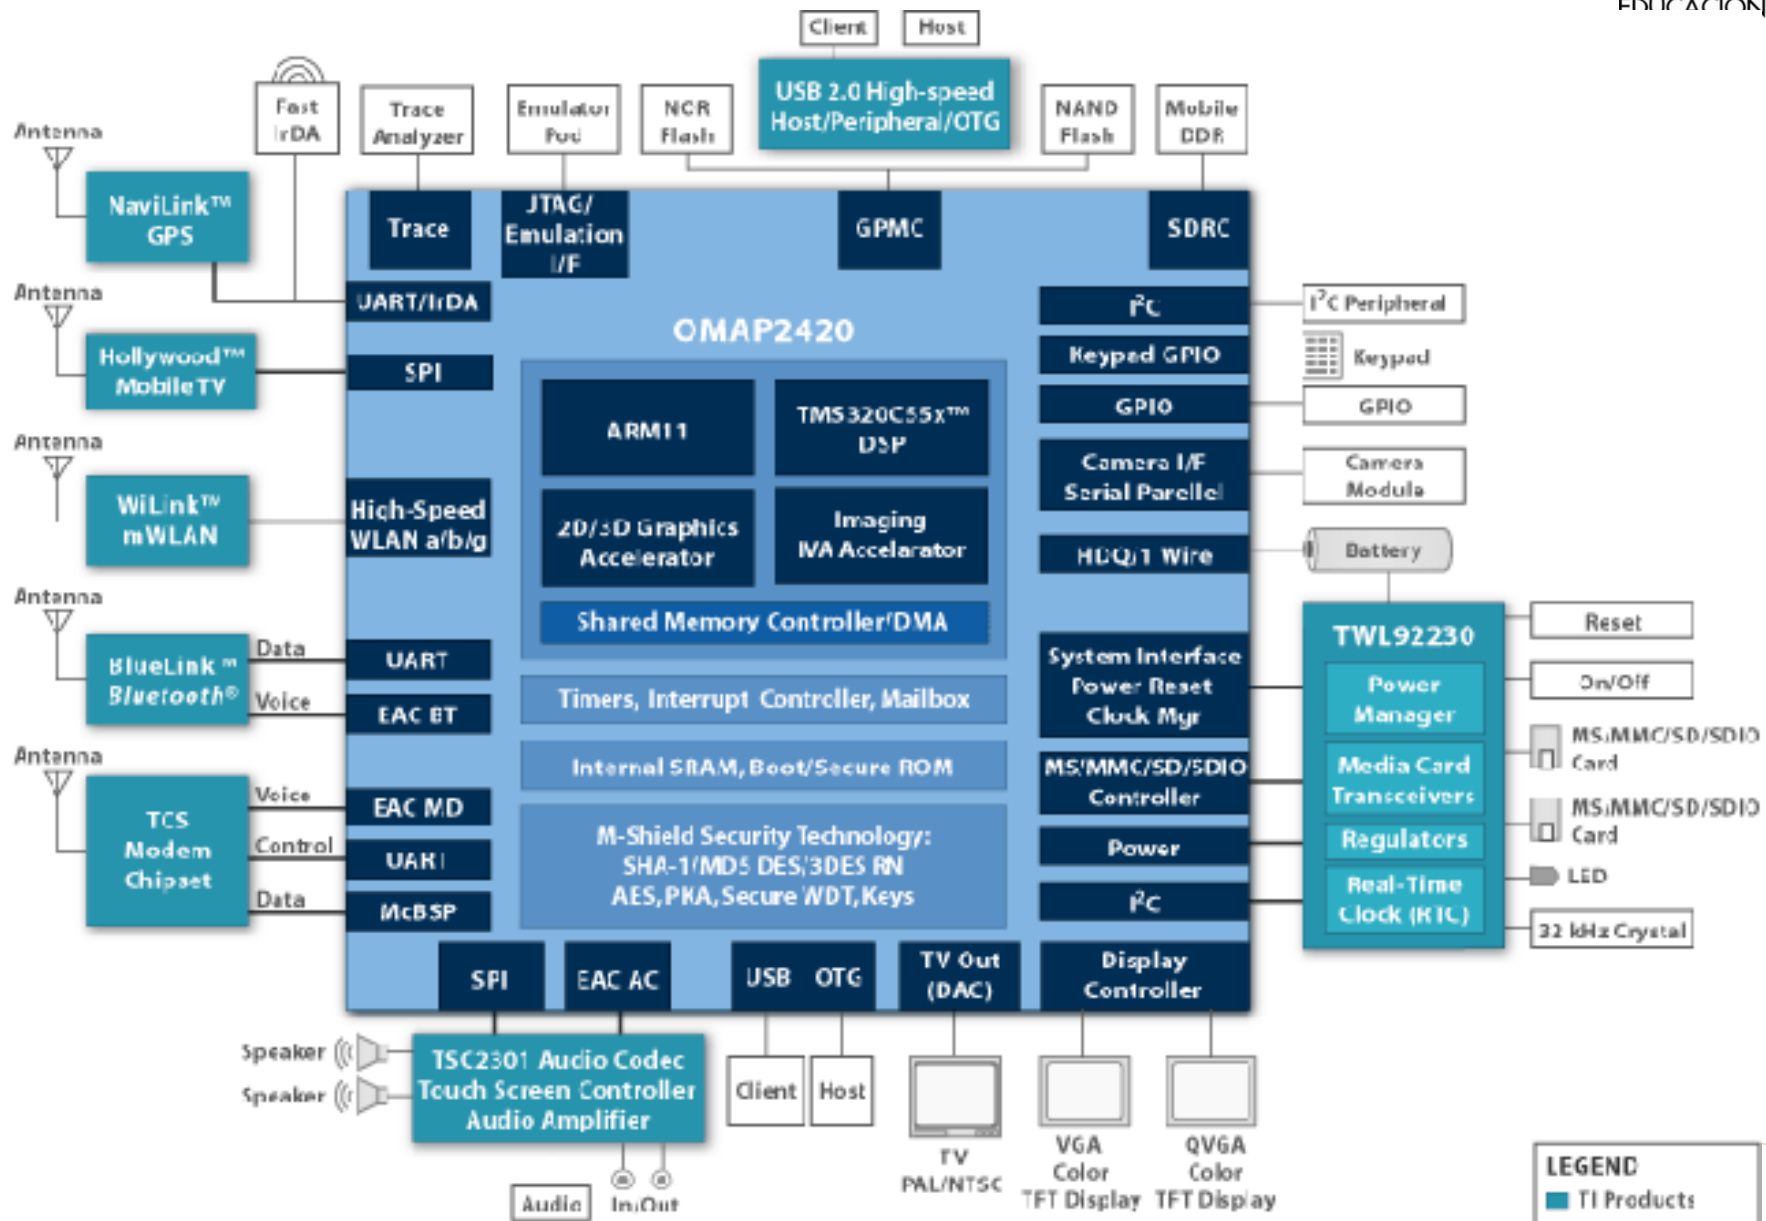 EDUCACIÓN
Client
Host
USB 2.0 High-speed
Host/Peripheral/OTG
Fast
IrDA
Trace
Analyzer
Emulator
Pod
NOR
Flash
NAND
Flash
Mobile
DDR
Antenna
NaviLink™
GPS
Trace
JTAG/
Emulation
I/F
GPMC
SDRC
Antenna
UART/IrDA
Hollywood™
Mobile TV
SPI
OMAP2420
I²C
I²C Peripheral
Keypad GPIO
Keypad
GPIO
GPIO
ARM11
TMS320C55x™
DSP
Camera I/F
Serial Parellel
Camera
Module
Antenna
WiLink™
mWLAN
High-Speed
WLAN a/b/g
2D/3D Graphics
Accelerator
Imaging
IVA Accelarator
HDQ/1 Wire
Battery
Shared Memory Controller/DMA
Antenna
BlueLink™
Bluetooth®
Data
Voice
UART
EAC BT
Timers, Interrupt Controller, Mailbox
System Interface
Power Reset
Clock Mgr
TWL92230
Power
Manager
Reset
On/Off
Internal SRAM, Boot/Secure ROM
MS/MMC/SD/SDIO
Controller
Media Card
Transceivers
MS/MMC/SD/SDIO
Card
MS/MMC/SD/SDIO
Card
Antenna
TCS
Modem
Chipset
Voice
Control
Data
EAC MD
UART
McBSP
M-Shield Security Technology:
SHA-1/MD5 DES/3DES RN
AES, PKA, Secure WDT, Keys
Power
Regulators
I²C
Real-Time
Clock (RTC)
LED
32 kHz Crystal
SPI
EAC AC
USB OTG
TV Out
(DAC)
Display
Controller
Speaker
Speaker
TSC2301 Audio Codec
Touch Screen Controller
Audio Amplifier
Client
Host
TV
PAL/NTSC
VGA
Color
TFT Display
QVGA
Color
TFT Display
Audio
In/Out
LEGEND
TI Products